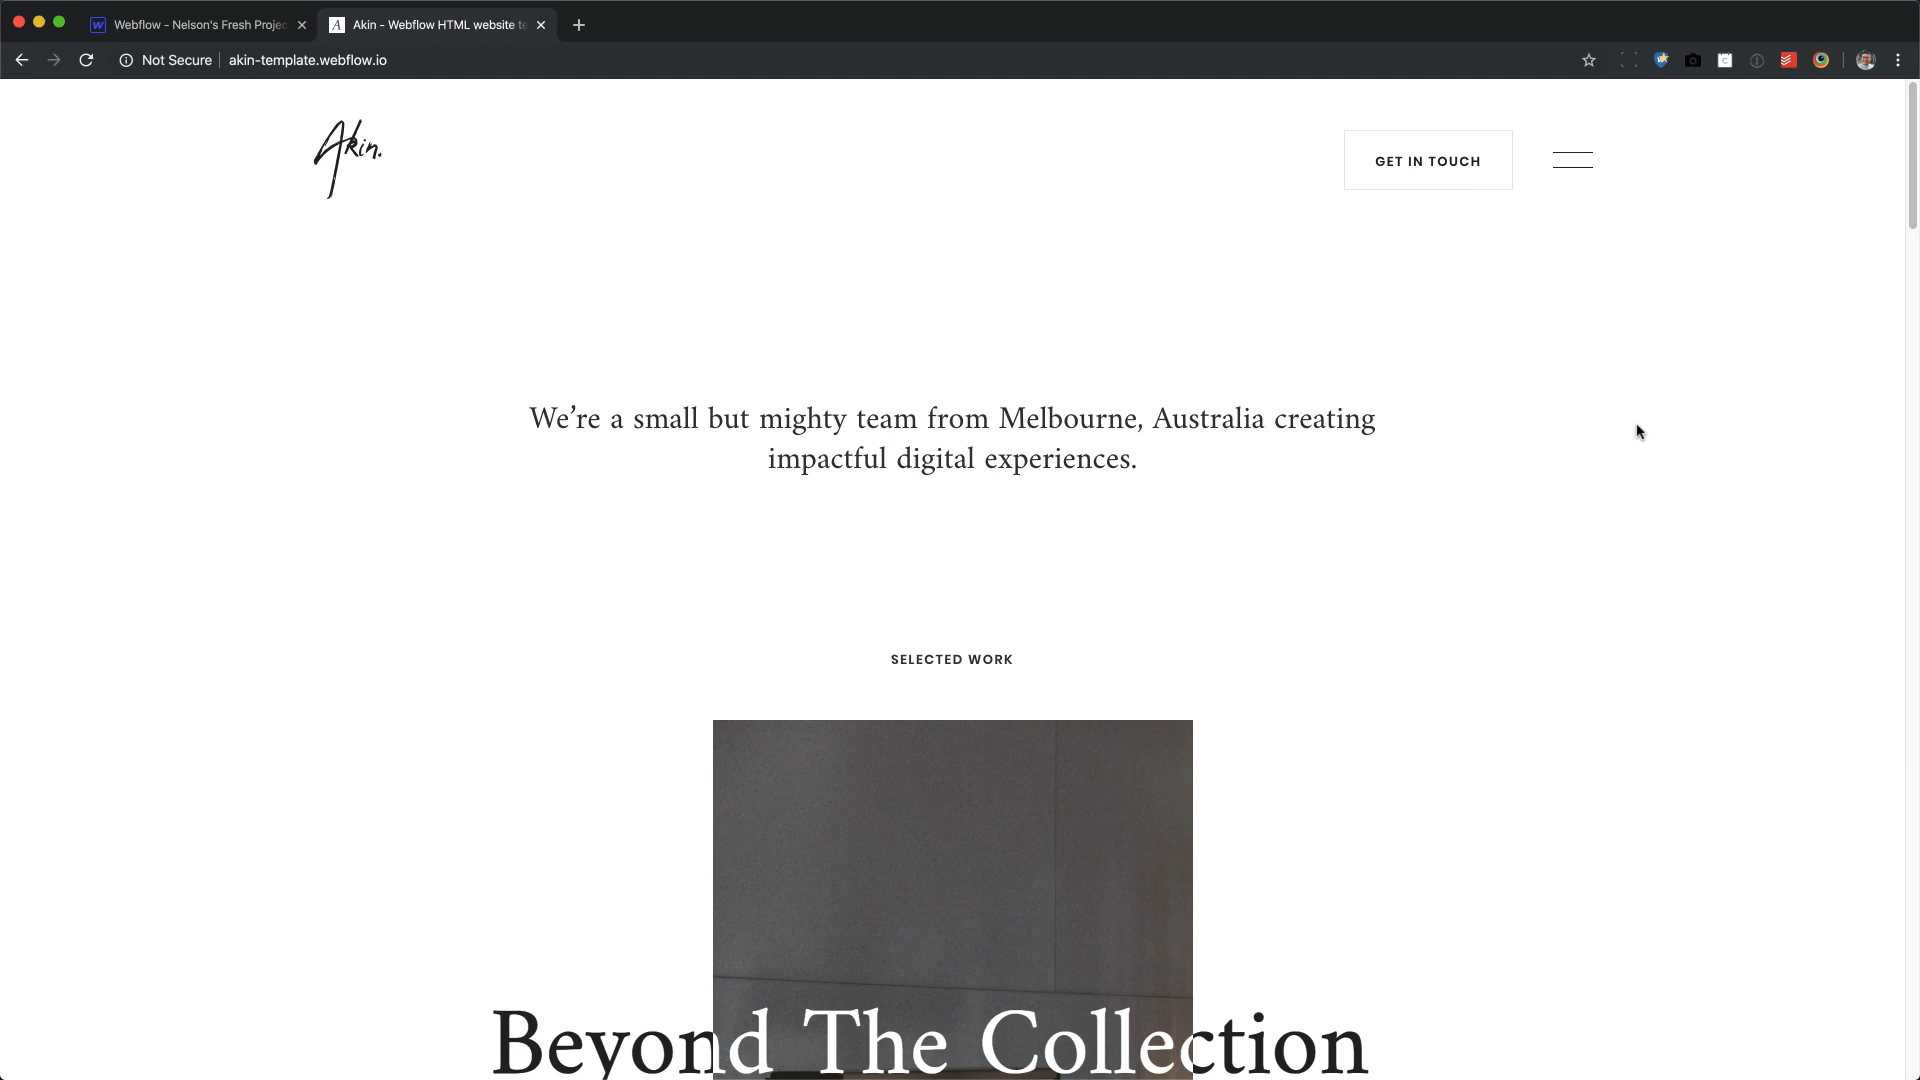 Webflow - Nelson's Fresh Projec
Akin - Webflow HTML website te
Not Secure
akin-template.webflow.io
Akin.
GET IN TOUCH
We’re a small but mighty team from Melbourne, Australia creating
impactful digital experiences.
SELECTED WORK
Beyond The Collection